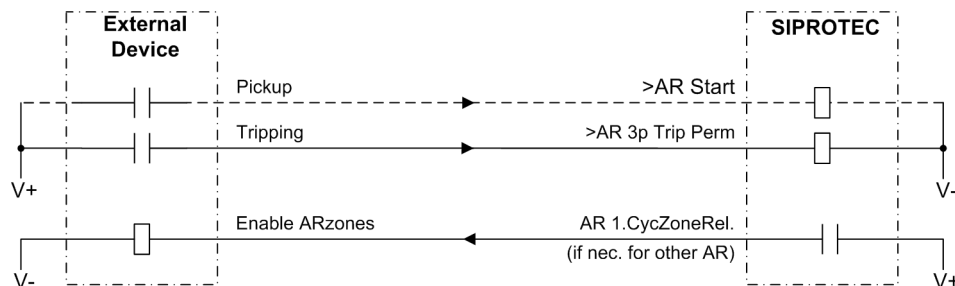 External
Device
SIPROTEC
Pickup
>AR Start
Tripping
>AR 3p Trip Perm
V+
V-
Enable ARzones
AR 1.CycZoneRel.
(if nec. for other AR)
V-
V+